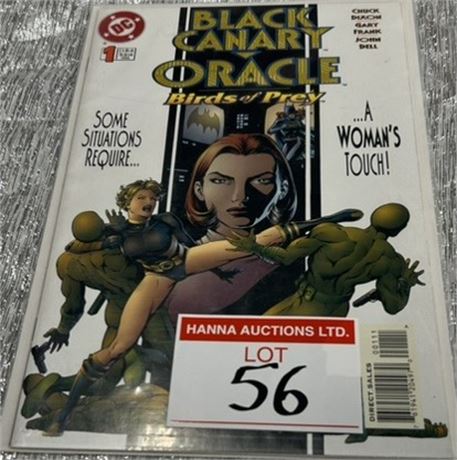 DC
BLACK
CANARY
ORACLE
Birds of Prey
CHUCK
DIXON
GARY
FRANK
JOHN
DELL
#1
SOME
SITUATIONS
REQUIRE...
...A
WOMAN'S
TOUCH!
HANNA AUCTIONS LTD.
LOT
56
DIRECT SALES
00111